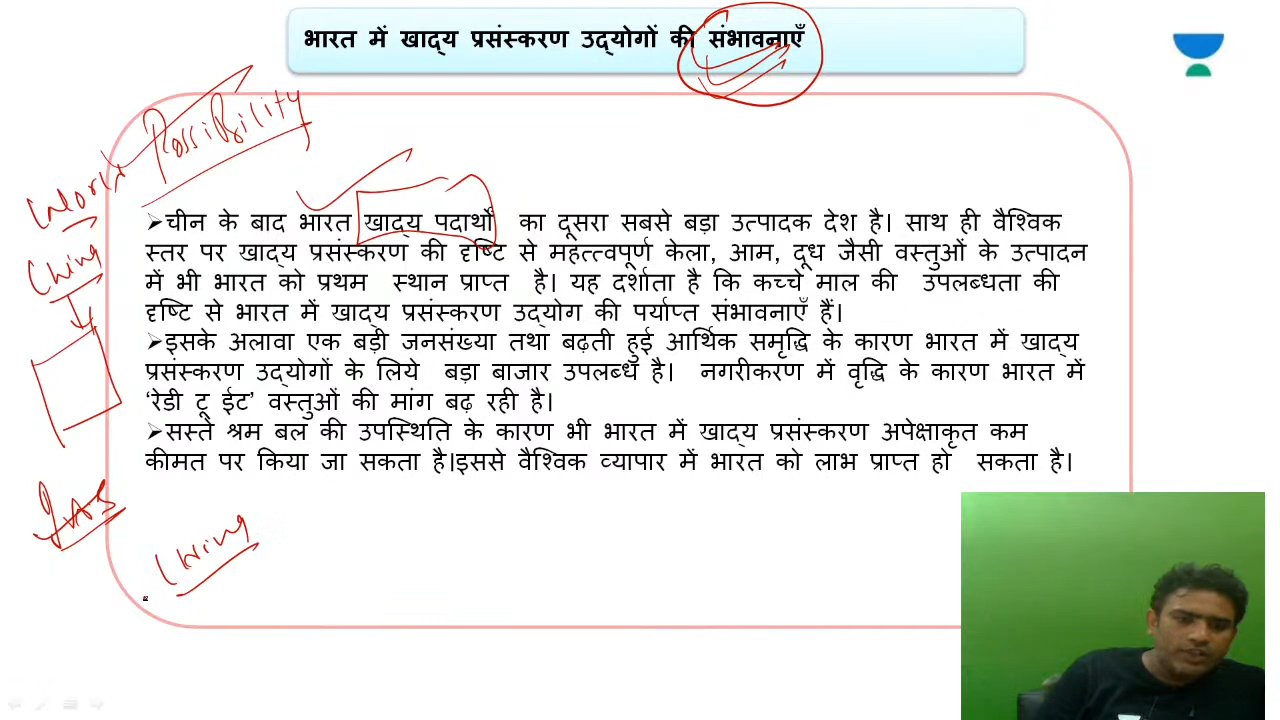 भारत में खाद्य प्रसंस्करण उद्योगों की संभावनाएँ
PossiBility
➤चीन के बाद भारत खाद्य पदार्थों का दूसरा सबसे बड़ा उत्पादक देश है। साथ ही वैश्विक
स्तर पर खाद्य प्रसंस्करण की दृष्टि से महत्त्वपूर्ण केला, आम, दूध जैसी वस्तुओं के उत्पादन
में भी भारत को प्रथम स्थान प्राप्त है। यह दर्शाता है कि कच्चे माल की उपलब्धता की
दृष्टि से भारत में खाद्य प्रसंस्करण उद्योग की पर्याप्त संभावनाएँ हैं।
➤इसके अलावा एक बड़ी जनसंख्या तथा बढ़ती हुई आर्थिक समृद्धि के कारण भारत में खाद्य
प्रसंस्करण उद्योगों के लिये बड़ा बाजार उपलब्ध है। नगरीकरण में वृद्धि के कारण भारत में
‘रेडी टू ईट’ वस्तुओं की मांग बढ़ रही है।
➤सस्ते श्रम बल की उपस्थिति के कारण भी भारत में खाद्य प्रसंस्करण अपेक्षाकृत कम
कीमत पर किया जा सकता है।इससे वैश्विक व्यापार में भारत को लाभ प्राप्त हो सकता है।